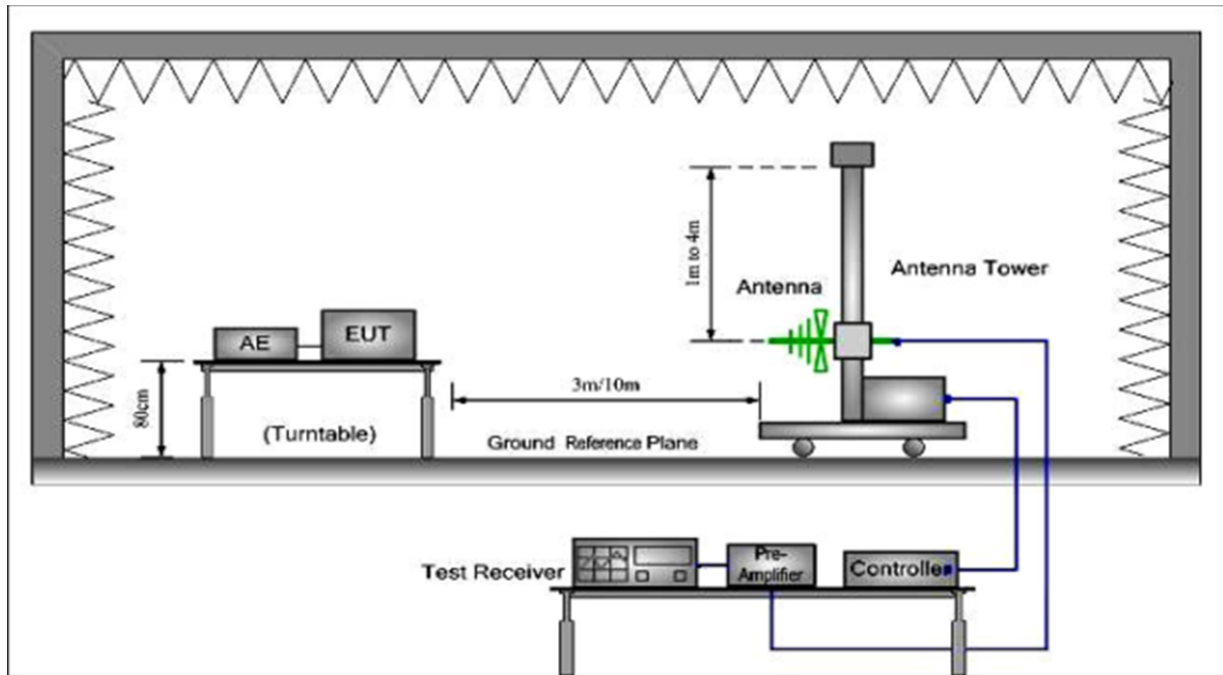 1m to 4m
Antenna Tower
Antenna
AE
EUT
80cm
3m/10m
(Turntable)
Ground Reference Plane
Test Receiver
Pre-
Amplifier
Controller